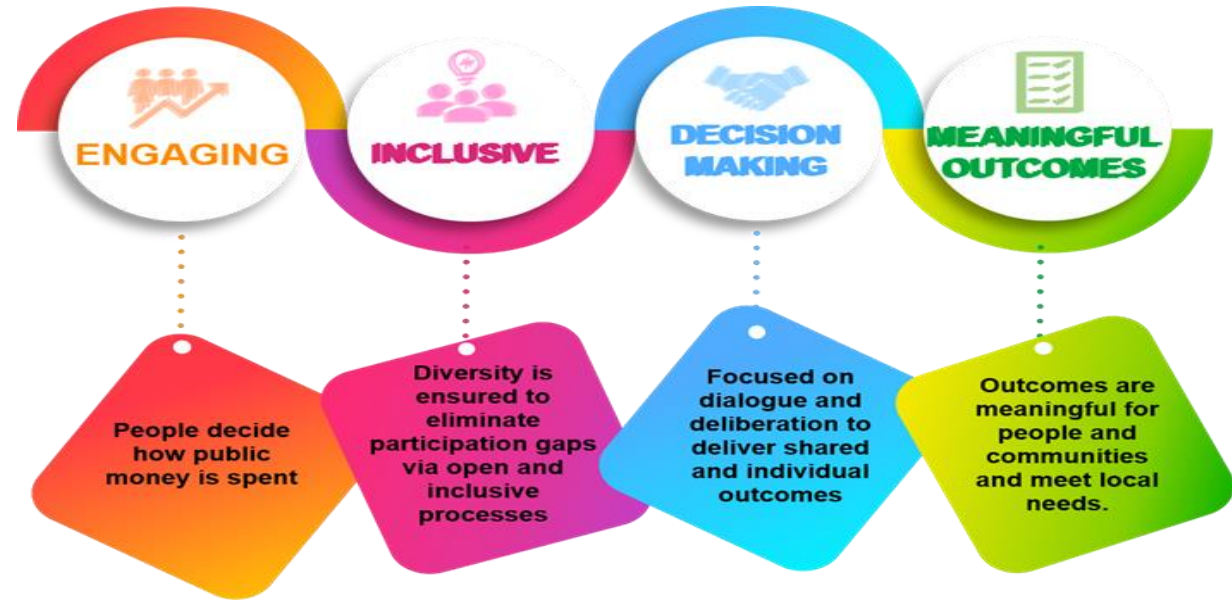 ENGAGING
People decide
how public
money is spent
INCLUSIVE
Diversity is
ensured to
eliminate
participation gaps
via open and
inclusive
processes
DECISION
MAKING
Focused on
dialogue and
deliberation to
deliver shared
and individual
outcomes
MEANINGFUL
OUTCOMES
Outcomes are
meaningful for
people and
communities
and meet local
needs.